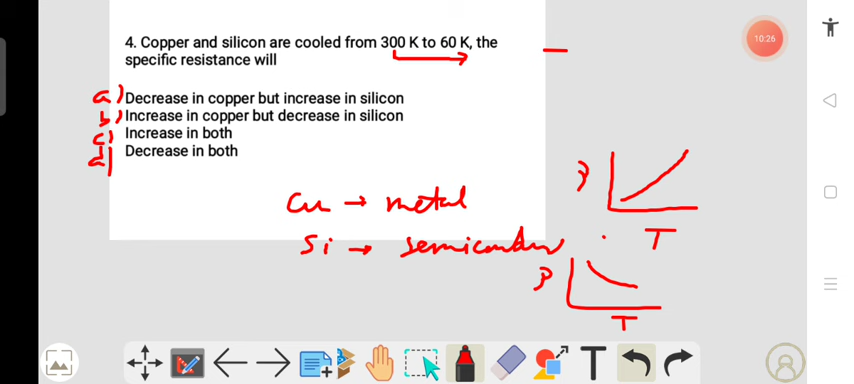 10:26
4. Copper and silicon are cooled from 300 K to 60 K, the
specific resistance will
a) Decrease in copper but increase in silicon
b) Increase in copper but decrease in silicon
c) Increase in both
d) Decrease in both
Cu → metal
ρ
T
Si →
ρ
T
T